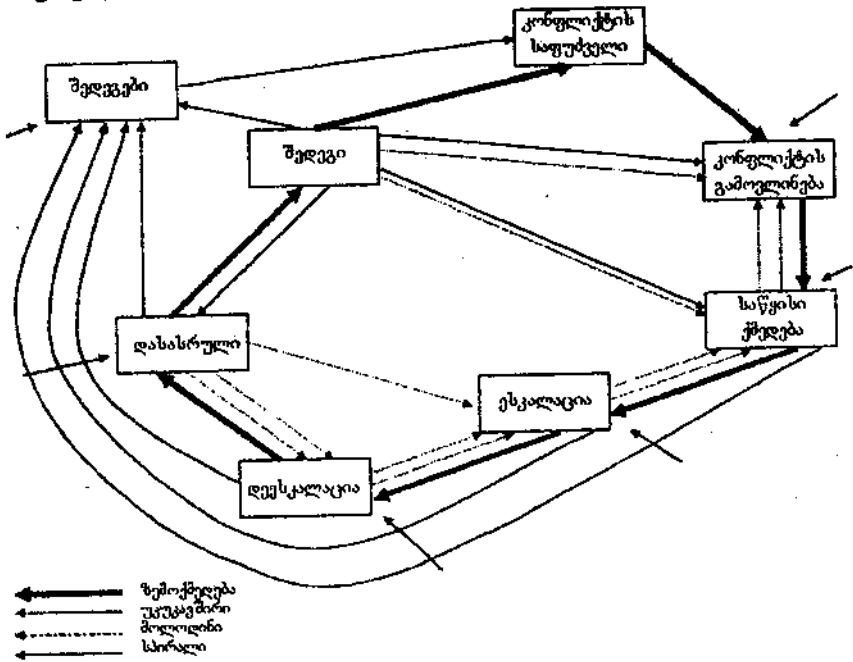 კონფლიქტის
საფუძველი
შედეგები
შედეგი
კონფლიქტის
გამოვლინება
საწყისი
ქმედება
დასასრული
ესკალაცია
დეესკალაცია
ზემოქმედება
უკუკავშირი
მოლოდინი
სპირალი